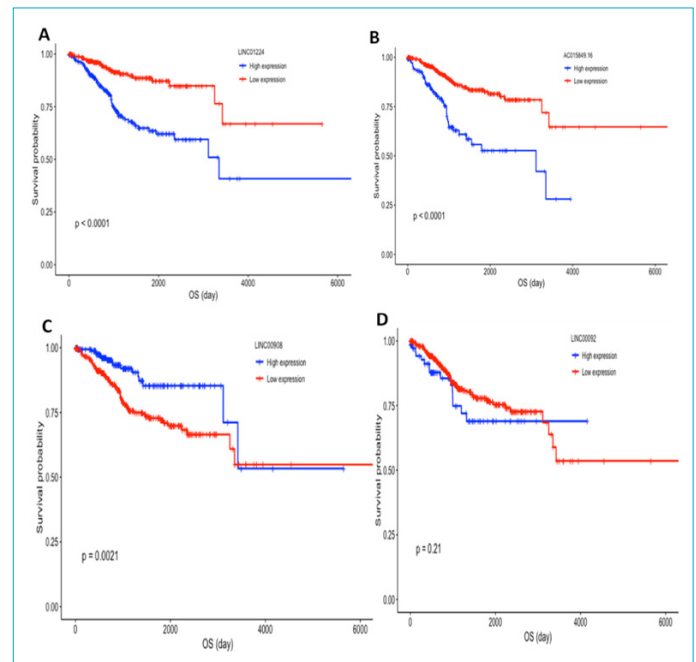 A
LINC01224
High expression
Low expression
Survival probability
1.00
0.75
0.50
0.25
0.00
p < 0.0001
0
2000
4000
6000
OS (day)
B
AC015849.16
High expression
Low expression
Survival probability
1.00
0.75
0.50
0.25
0.00
p < 0.0001
0
2000
4000
6000
OS (day)
C
LINC00908
High expression
Low expression
Survival probability
1.00
0.75
0.50
0.25
0.00
p = 0.0021
0
2000
4000
6000
OS (day)
D
LINC00092
High expression
Low expression
Survival probability
1.00
0.75
0.50
0.25
0.00
p = 0.21
0
2000
4000
6000
OS (day)